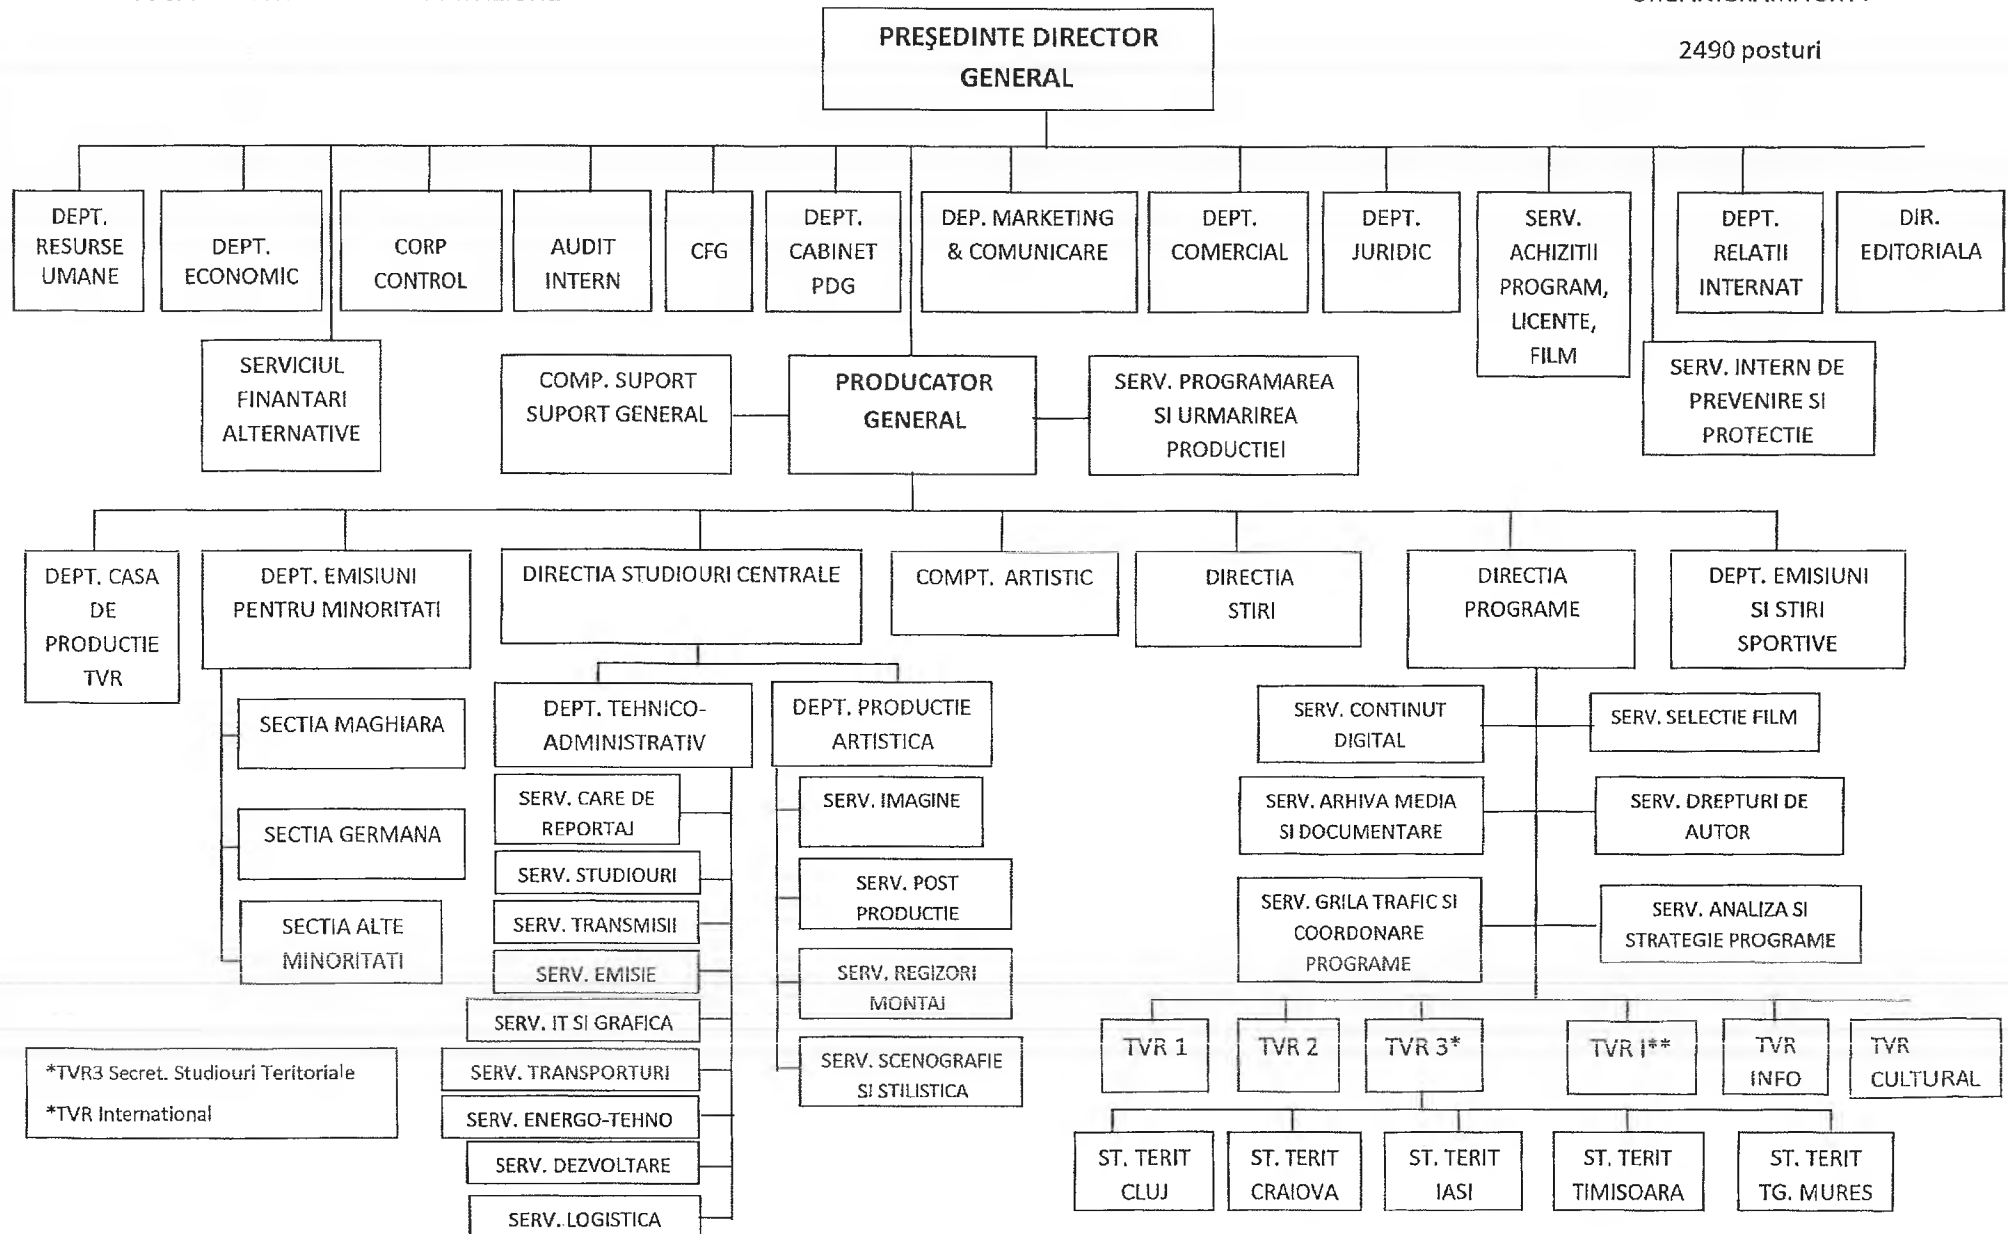 2490 posturi
PREŞEDINTE DIRECTOR
GENERAL
DEPT.
RESURSE
UMANE
DEPT.
ECONOMIC
CORP
CONTROL
AUDIT
INTERN
CFG
DEPT.
CABINET
PDG
DEP. MARKETING
& COMUNICARE
DEPT.
COMERCIAL
DEPT.
JURIDIC
SERV.
ACHIZITII
PROGRAM,
LICENTE,
FILM
DEPT.
RELATII
INTERNAT
DIR.
EDITORIALA
SERVICIUL
FINANTARI
ALTERNATIVE
COMP. SUPORT
SUPORT GENERAL
PRODUCATOR
GENERAL
SERV. PROGRAMAREA
SI URMARIREA
PRODUCTIEI
SERV. INTERN DE
PREVENIRE SI
PROTECTIE
DEPT. CASA
DE
PRODUCTIE
TVR
DEPT. EMISIUNI
PENTRU MINORITATI
DIRECTIA STUDIOURI CENTRALE
COMPT. ARTISTIC
DIRECTIA
STIRI
DIRECTIA
PROGRAME
DEPT. EMISIUNI
SI STIRI
SPORTIVE
SECTIA MAGHIARA
SECTIA GERMANA
SECTIA ALTE
MINORITATI
DEPT. TEHNICO-
ADMINISTRATIV
SERV. CARE DE
REPORTAJ
SERV. STUDIOURI
SERV. TRANSMISII
SERV. EMISIE
SERV. IT SI GRAFICA
SERV. TRANSPORTURI
SERV. ENERGO-TEHNO
SERV. DEZVOLTARE
SERV. LOGISTICA
DEPT. PRODUCTIE
ARTISTICA
SERV. IMAGINE
SERV. POST
PRODUCTIE
SERV. REGIZORI
MONTAJ
SERV. SCENOGRAFIE
SI STILISTICA
SERV. CONTINUT
DIGITAL
SERV. SELECTIE FILM
SERV. ARHIVA MEDIA
SI DOCUMENTARE
SERV. DREPTURI DE
AUTOR
SERV. GRILA TRAFIC SI
COORDONARE
PROGRAME
SERV. ANALIZA SI
STRATEGIE PROGRAME
TVR 1
TVR 2
TVR 3*
TVR I**
TVR
INFO
TVR
CULTURAL
ST. TERIT
CLUJ
ST. TERIT
CRAIOVA
ST. TERIT
IASI
ST. TERIT
TIMISOARA
ST. TERIT
TG. MURES
*TVR3 Secret. Studiouri Teritoriale
*TVR International